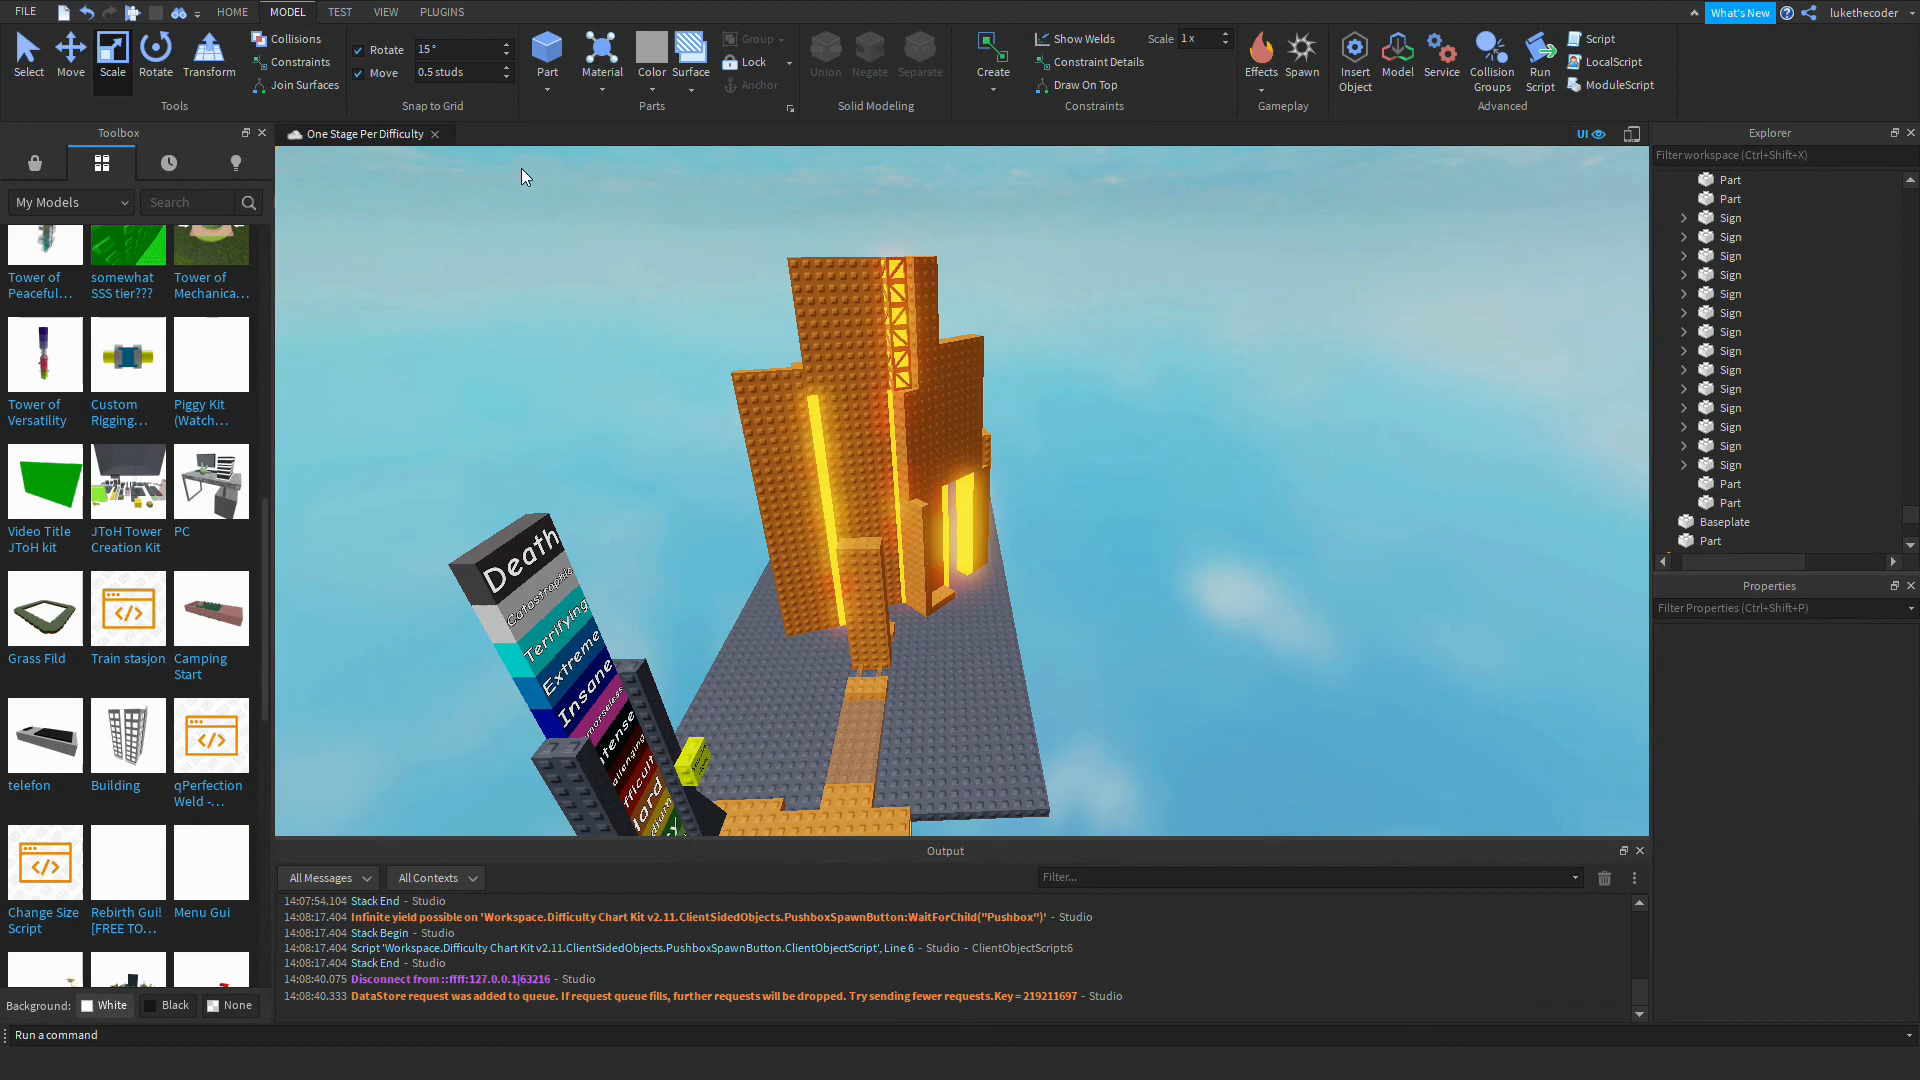 FILE
HOME
MODEL
TEST
VIEW
PLUGINS
What's New
lukethecoder
Select
Move
Scale
Rotate
Transform
Collisions
Constraints
Join Surfaces
Tools
Rotate
15 °
Move
0.5 studs
Snap to Grid
Part
Material
Color
Surface
Group
Lock
Anchor
Parts
Union
Negate
Separate
Solid Modeling
Create
Show Welds
Scale
1 x
Constraint Details
Draw On Top
Constraints
Effects
Spawn
Gameplay
Insert
Object
Model
Service
Collision
Groups
Run
Script
Script
LocalScript
ModuleScript
Advanced
Toolbox
My Models
Search
Tower of
Peaceful...
somewhat
SSS tier???
Tower of
Mechanica...
Tower of
Versatility
Custom
Rigging...
Piggy Kit
(Watch...
Video Title
JToH kit
JToH Tower
Creation Kit
PC
Grass Fild
Train stasjon
Camping
Start
telefon
Building
qPerfection
Weld -...
Change Size
Script
Rebirth Gui!
[FREE TO...
Menu Gui
Background:
White
Black
None
Run a command
One Stage Per Difficulty
UI
Death
Catastrophic
Terrifying
Extreme
Insane
morseless
tense
allenging
fficult
Hard
Output
All Messages
All Contexts
Filter...
14:07:54.104 Stack End - Studio
14:08:17.404 Infinite yield possible on 'Workspace.Difficulty Chart Kit v2.11.ClientSidedObjects.PushboxSpawnButton:WaitForChild("Pushbox")' - Studio
14:08:17.404 Stack Begin - Studio
14:08:17.404 Script 'Workspace.Difficulty Chart Kit v2.11.ClientSidedObjects.PushboxSpawnButton.ClientObjectScript', Line 6 - Studio - ClientObjectScript:6
14:08:17.404 Stack End - Studio
14:08:40.075 Disconnect from ::ffff:127.0.0.1|63216 - Studio
14:08:40.333 DataStore request was added to queue. If request queue fills, further requests will be dropped. Try sending fewer requests.Key = 219211697 - Studio
Explorer
Filter workspace (Ctrl+Shift+X)
Part
Part
Sign
Sign
Sign
Sign
Sign
Sign
Sign
Sign
Sign
Sign
Sign
Sign
Sign
Sign
Part
Part
Baseplate
Part
Properties
Filter Properties (Ctrl+Shift+P)